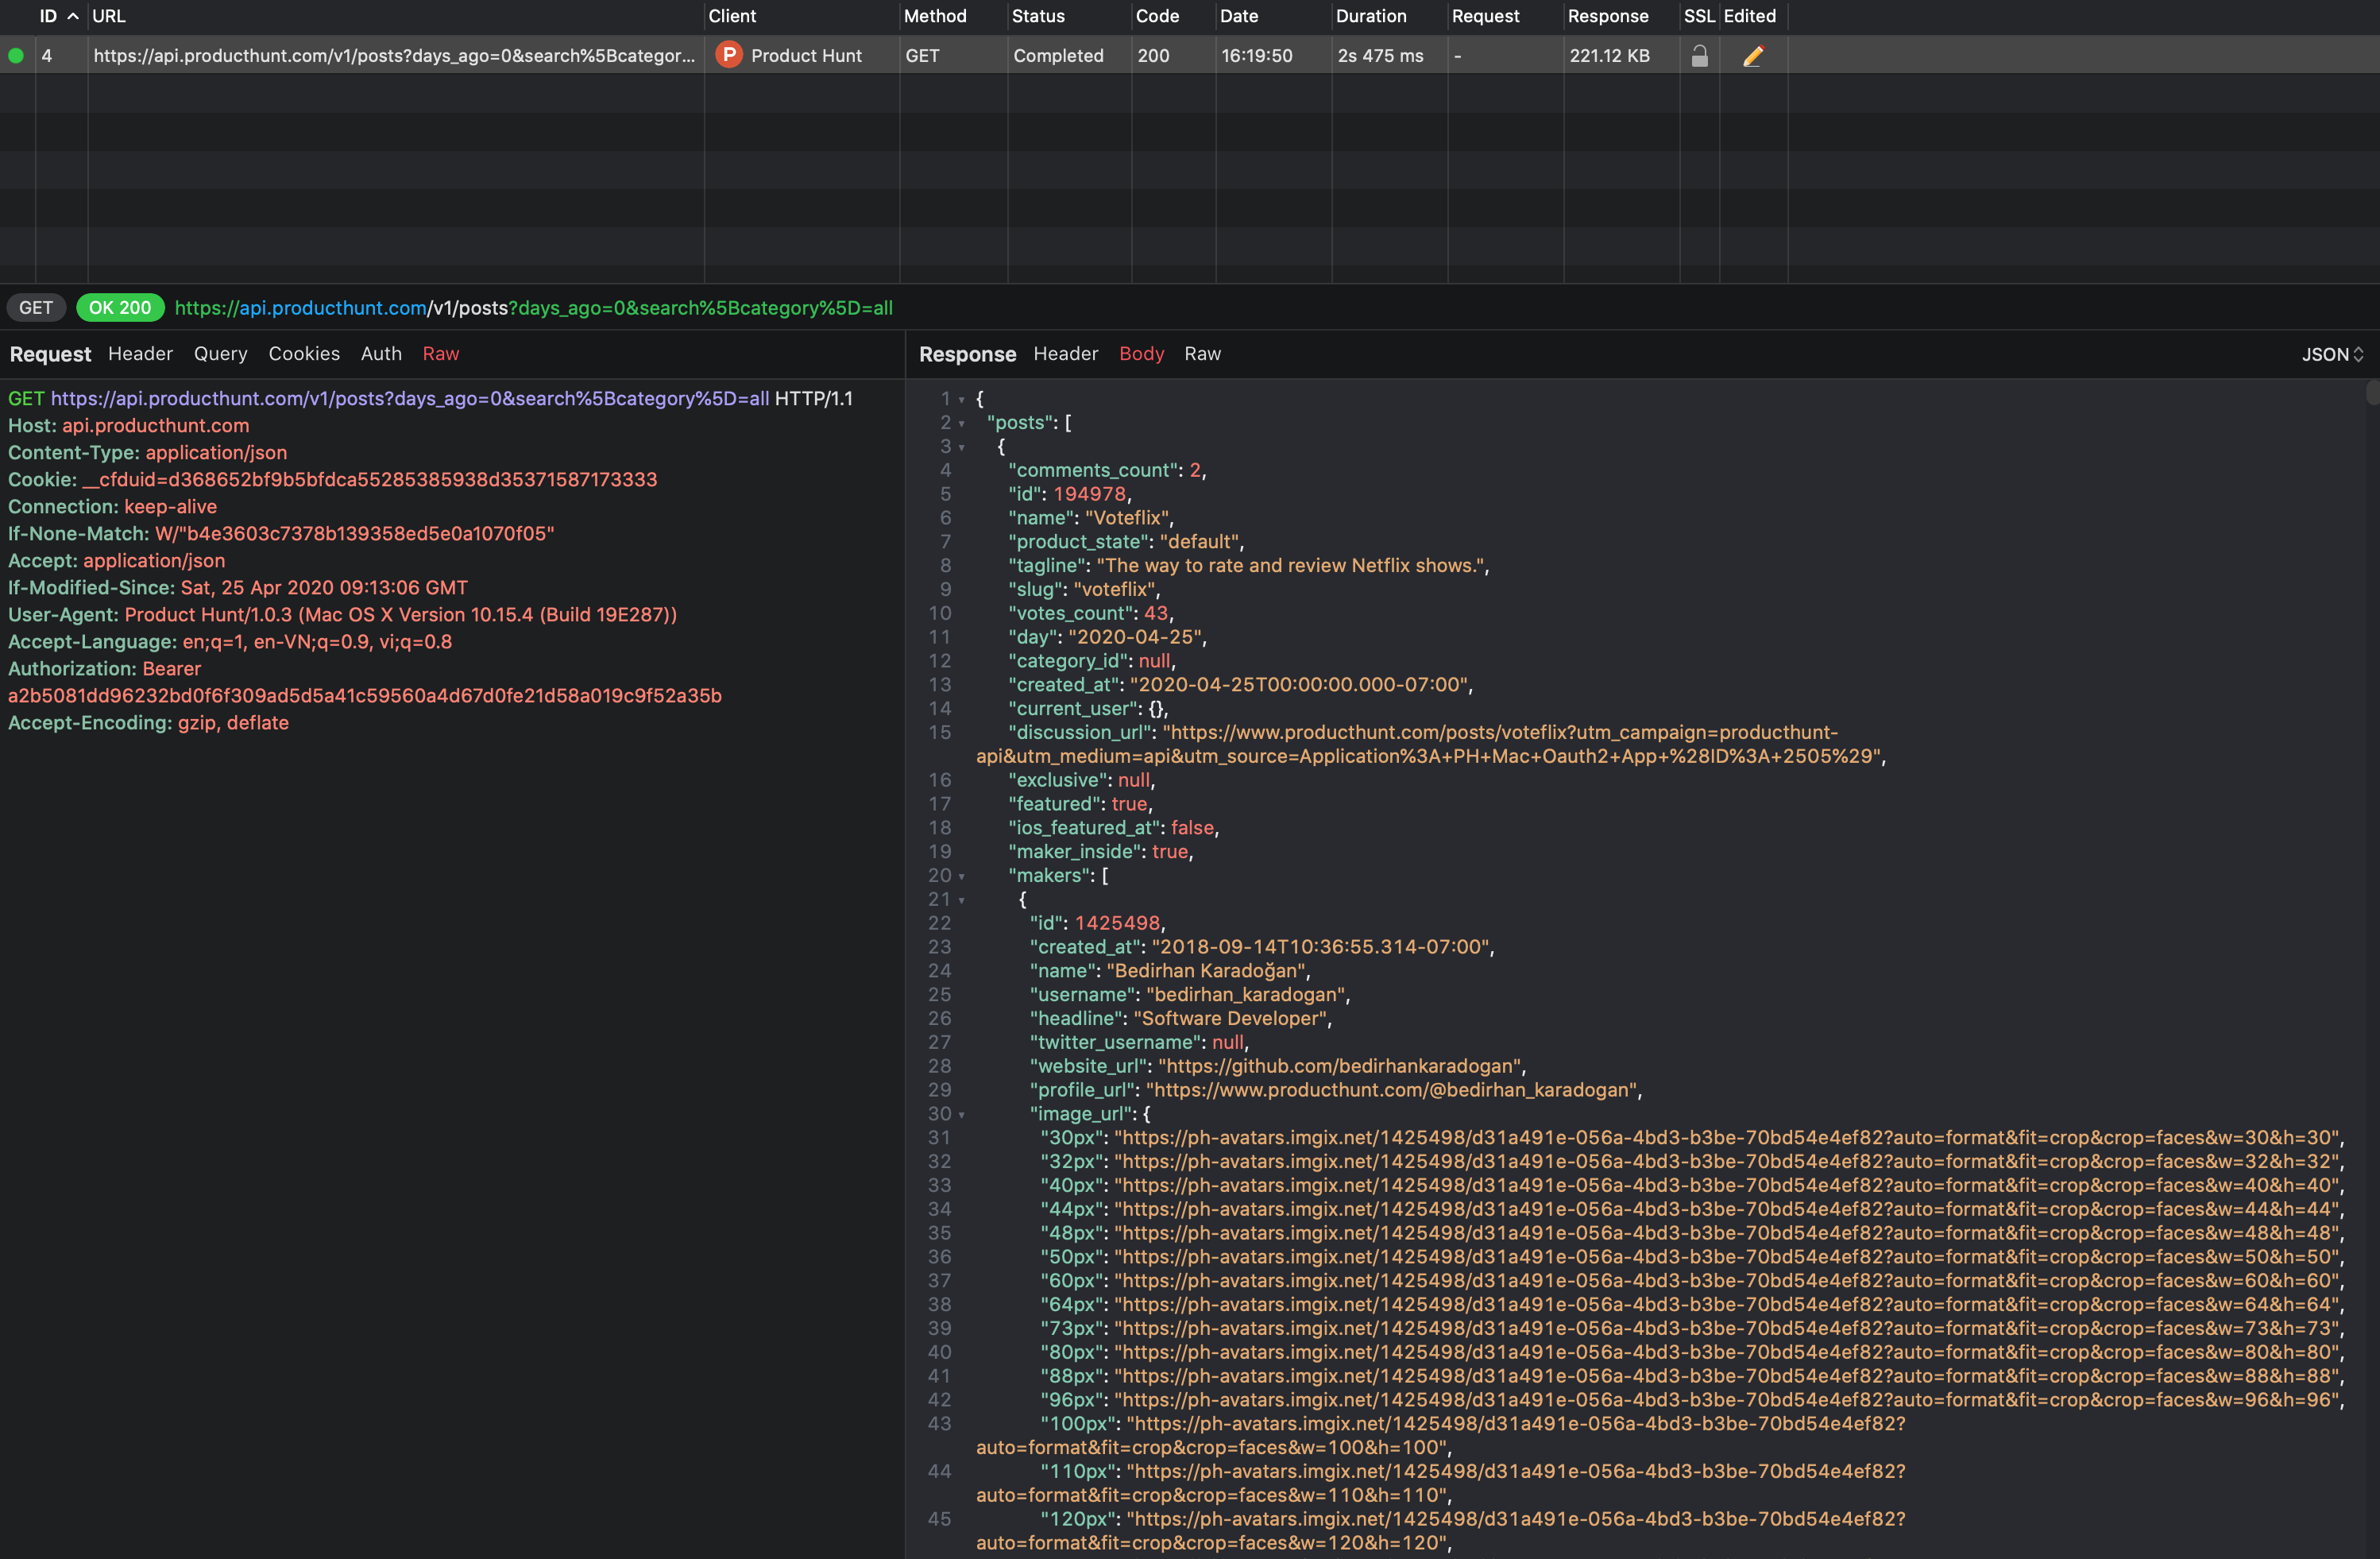 ID URL Client Method Status Code Date Duration Request Response SSL Edited
4 https://api.producthunt.com/v1/posts?days_ago=0&search%5Bcategor... P Product Hunt GET Completed 200 16:19:50 2s 475 ms - 221.12 KB
GET OK 200 https://api.producthunt.com/v1/posts?days_ago=0&search%5Bcategory%5D=all
Request Header Query Cookies Auth Raw
GET https://api.producthunt.com/v1/posts?days_ago=0&search%5Bcategory%5D=all HTTP/1.1
Host: api.producthunt.com
Content-Type: application/json
Cookie: __cfduid=d368652bf9b5bfdca55285385938d35371587173333
Connection: keep-alive
If-None-Match: W/"b4e3603c7378b139358ed5e0a1070f05"
Accept: application/json
If-Modified-Since: Sat, 25 Apr 2020 09:13:06 GMT
User-Agent: Product Hunt/1.0.3 (Mac OS X Version 10.15.4 (Build 19E287))
Accept-Language: en;q=1, en-VN;q=0.9, vi;q=0.8
Authorization: Bearer
a2b5081dd96232bd0f6f309ad5d5a41c59560a4d67d0fe21d58a019c9f52a35b
Accept-Encoding: gzip, deflate
Response Header Body Raw JSON
1 {
2 "posts": [
3 {
4 "comments_count": 2,
5 "id": 194978,
6 "name": "Voteflix",
7 "product_state": "default",
8 "tagline": "The way to rate and review Netflix shows.",
9 "slug": "voteflix",
10 "votes_count": 43,
11 "day": "2020-04-25",
12 "category_id": null,
13 "created_at": "2020-04-25T00:00:00.000-07:00",
14 "current_user": {},
15 "discussion_url": "https://www.producthunt.com/posts/voteflix?utm_campaign=producthunt-
api&utm_medium=api&utm_source=Application%3A+PH+Mac+Oauth2+App+%28ID%3A+2505%29",
16 "exclusive": null,
17 "featured": true,
18 "ios_featured_at": false,
19 "maker_inside": true,
20 "makers": [
21 {
22 "id": 1425498,
23 "created_at": "2018-09-14T10:36:55.314-07:00",
24 "name": "Bedirhan Karadoğan",
25 "username": "bedirhan_karadogan",
26 "headline": "Software Developer",
27 "twitter_username": null,
28 "website_url": "https://github.com/bedirhankaradogan",
29 "profile_url": "https://www.producthunt.com/@bedirhan_karadogan",
30 "image_url": {
31 "30px": "https://ph-avatars.imgix.net/1425498/d31a491e-056a-4bd3-b3be-70bd54e4ef82?auto=format&fit=crop&crop=faces&w=30&h=30",
32 "32px": "https://ph-avatars.imgix.net/1425498/d31a491e-056a-4bd3-b3be-70bd54e4ef82?auto=format&fit=crop&crop=faces&w=32&h=32",
33 "40px": "https://ph-avatars.imgix.net/1425498/d31a491e-056a-4bd3-b3be-70bd54e4ef82?auto=format&fit=crop&crop=faces&w=40&h=40",
34 "44px": "https://ph-avatars.imgix.net/1425498/d31a491e-056a-4bd3-b3be-70bd54e4ef82?auto=format&fit=crop&crop=faces&w=44&h=44",
35 "48px": "https://ph-avatars.imgix.net/1425498/d31a491e-056a-4bd3-b3be-70bd54e4ef82?auto=format&fit=crop&crop=faces&w=48&h=48",
36 "50px": "https://ph-avatars.imgix.net/1425498/d31a491e-056a-4bd3-b3be-70bd54e4ef82?auto=format&fit=crop&crop=faces&w=50&h=50",
37 "60px": "https://ph-avatars.imgix.net/1425498/d31a491e-056a-4bd3-b3be-70bd54e4ef82?auto=format&fit=crop&crop=faces&w=60&h=60",
38 "64px": "https://ph-avatars.imgix.net/1425498/d31a491e-056a-4bd3-b3be-70bd54e4ef82?auto=format&fit=crop&crop=faces&w=64&h=64",
39 "73px": "https://ph-avatars.imgix.net/1425498/d31a491e-056a-4bd3-b3be-70bd54e4ef82?auto=format&fit=crop&crop=faces&w=73&h=73",
40 "80px": "https://ph-avatars.imgix.net/1425498/d31a491e-056a-4bd3-b3be-70bd54e4ef82?auto=format&fit=crop&crop=faces&w=80&h=80",
41 "88px": "https://ph-avatars.imgix.net/1425498/d31a491e-056a-4bd3-b3be-70bd54e4ef82?auto=format&fit=crop&crop=faces&w=88&h=88",
42 "96px": "https://ph-avatars.imgix.net/1425498/d31a491e-056a-4bd3-b3be-70bd54e4ef82?auto=format&fit=crop&crop=faces&w=96&h=96",
43 "100px": "https://ph-avatars.imgix.net/1425498/d31a491e-056a-4bd3-b3be-70bd54e4ef82?
auto=format&fit=crop&crop=faces&w=100&h=100",
44 "110px": "https://ph-avatars.imgix.net/1425498/d31a491e-056a-4bd3-b3be-70bd54e4ef82?
auto=format&fit=crop&crop=faces&w=110&h=110",
45 "120px": "https://ph-avatars.imgix.net/1425498/d31a491e-056a-4bd3-b3be-70bd54e4ef82?
auto=format&fit=crop&crop=faces&w=120&h=120",